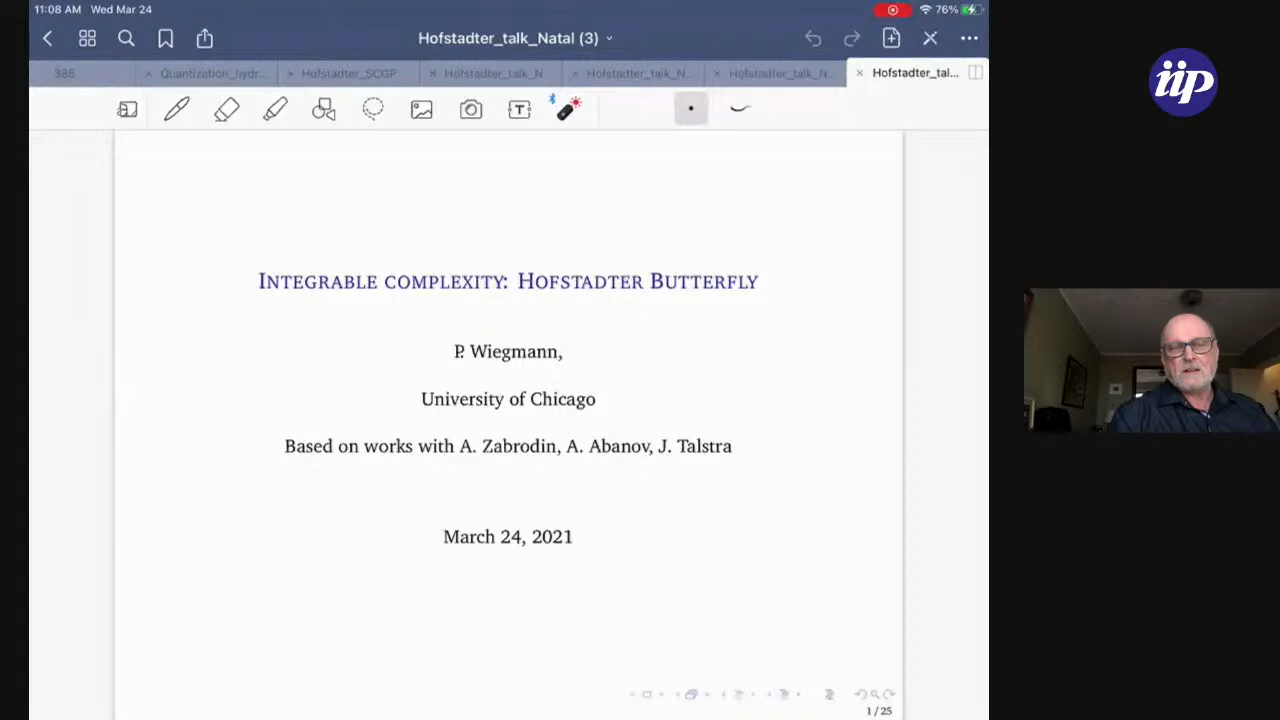 11:08 AM Wed Mar 24
76%
Hofstadter_talk_Natal (3)
385
Quantization_hydr...
Hofstadter_SCGP
Hofstadter_talk_N
Hofstadter_talk_N...
Hofstadter_talk_N...
Hofstadter_tal...
iip
T
INTEGRABLE COMPLEXITY: HOFSTADTER BUTTERFLY
P. Wiegmann,
University of Chicago
Based on works with A. Zabrodin, A. Abanov, J. Talstra
March 24, 2021
1 / 25